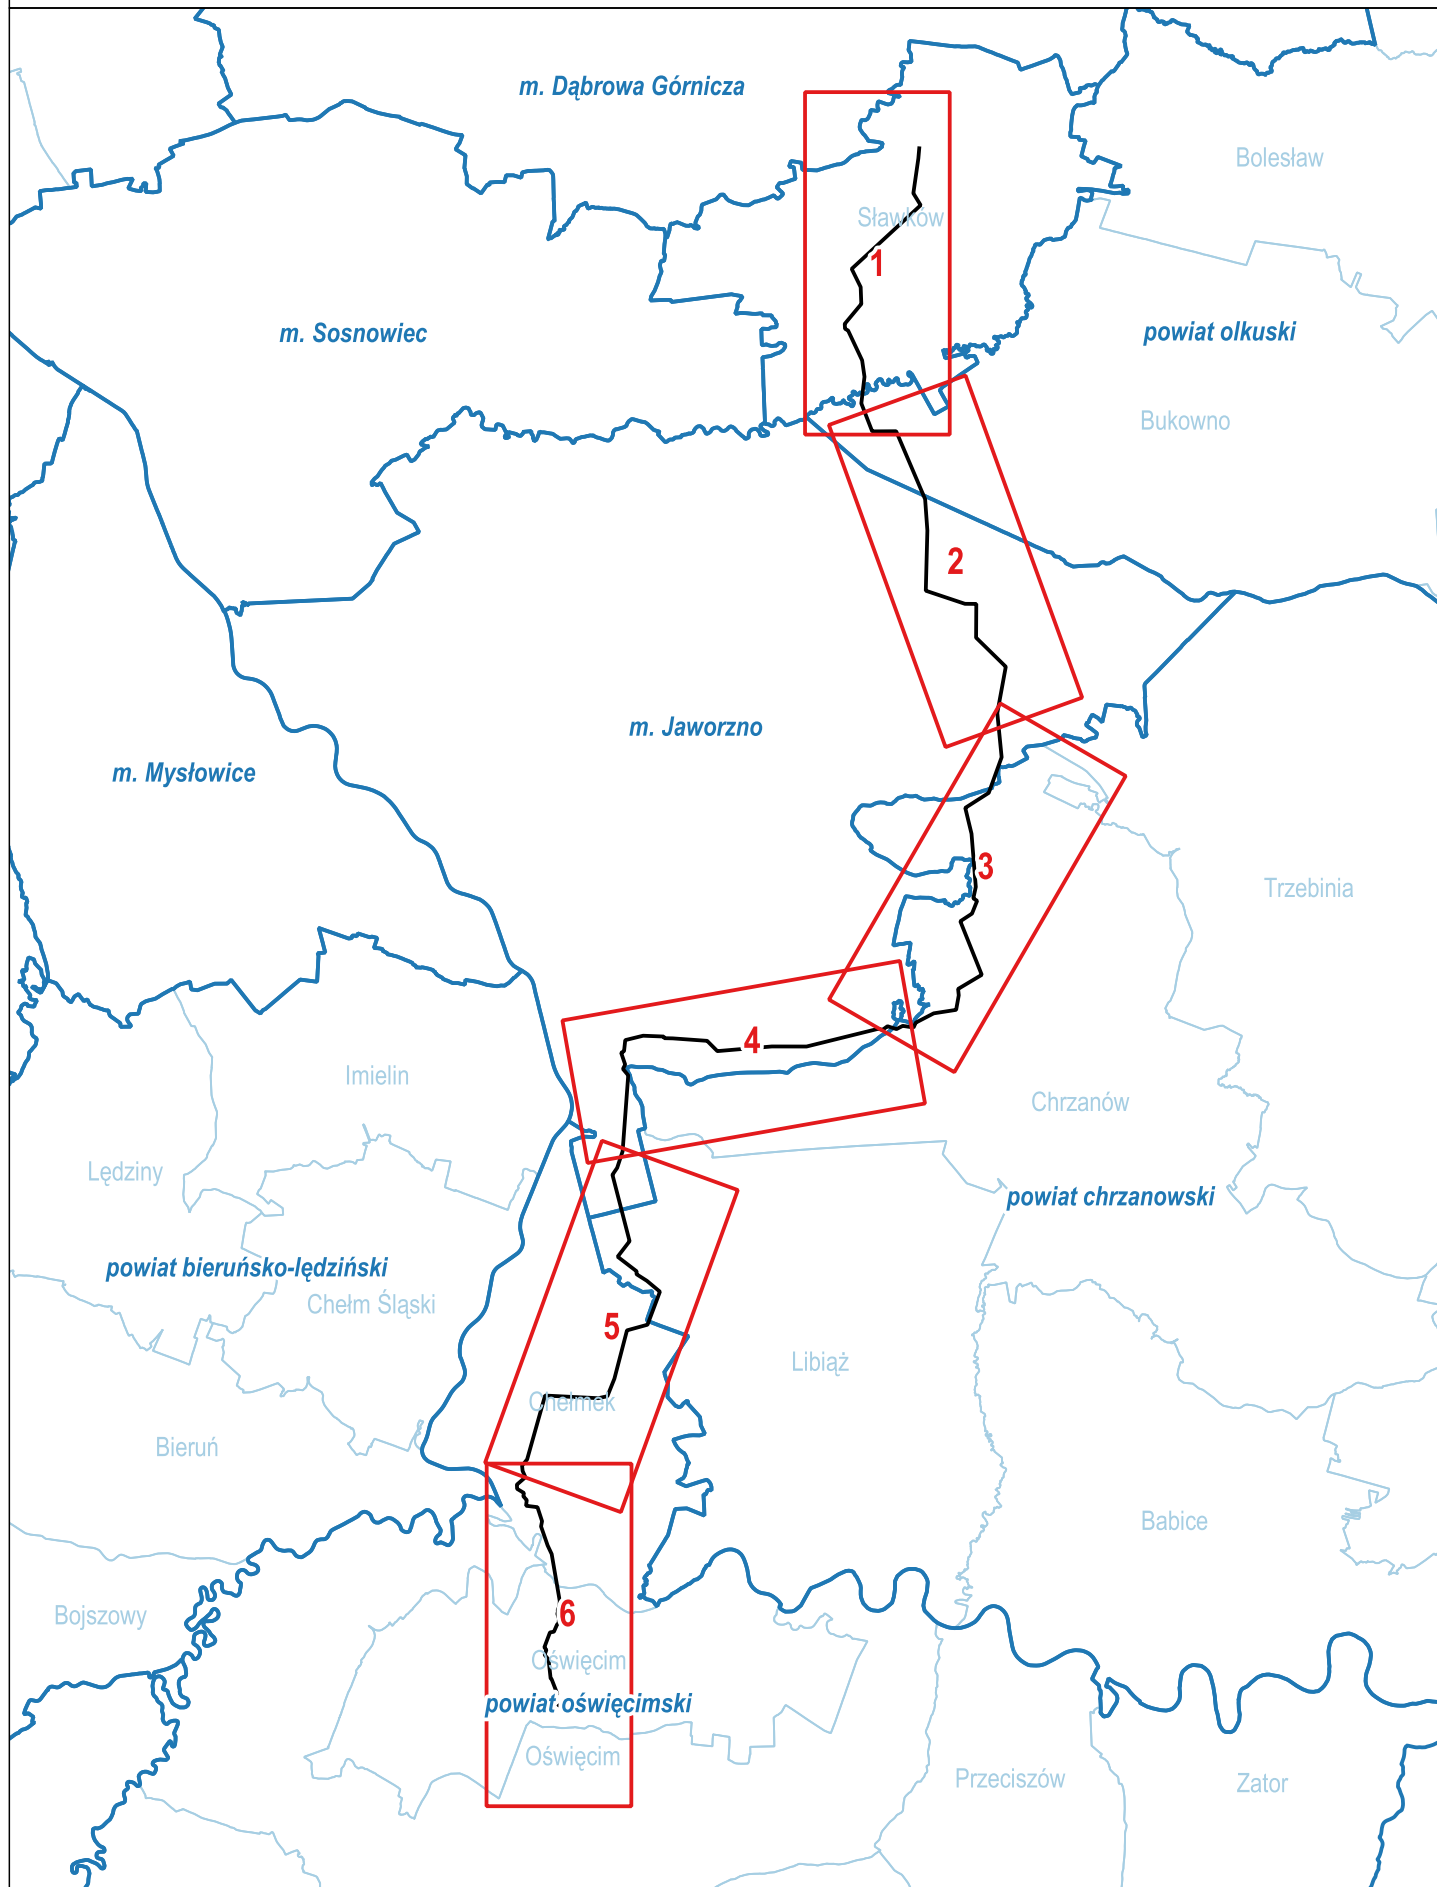 m. Dąbrowa Górnicza
Bolesław
Sławków
1
m. Sosnowiec
powiat olkuski
Bukowno
2
m. Jaworzno
m. Mysłowice
3
Trzebinia
4
Imielin
Chrzanów
Lędziny
powiat chrzanowski
powiat bieruńsko-lędziński
Chełm Śląski
5
Libiąż
Chełmek
Bieruń
Babice
Bojszowy
6
Oświęcim
powiat oświęcimski
Oświęcim
Przeciszów
Zator